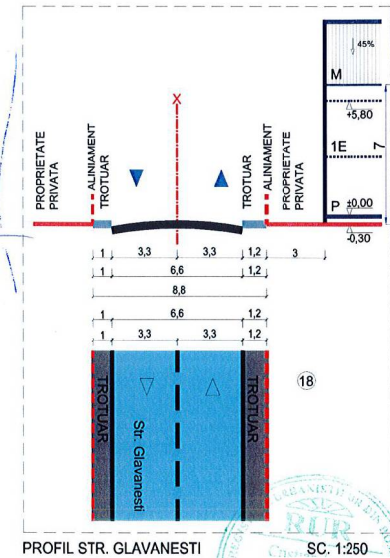 45%
M
+5,80
1E
7
P
±0,00
-0,30
X
PROPRIETATE
PRIVATA
ALINIAMENT
TROTUAR
TROTUAR
ALINIAMENT
PROPRIETATE
PRIVATA
1 3,3 3,3 1,2 3
1 6,6 1,2
8,8
1 6,6 1,2
1 3,3 3,3 1,2
TROTUAR
Str. Glavanesti
TROTUAR
18
RUR
PROFIL STR. GLAVANESTI SC. 1:250